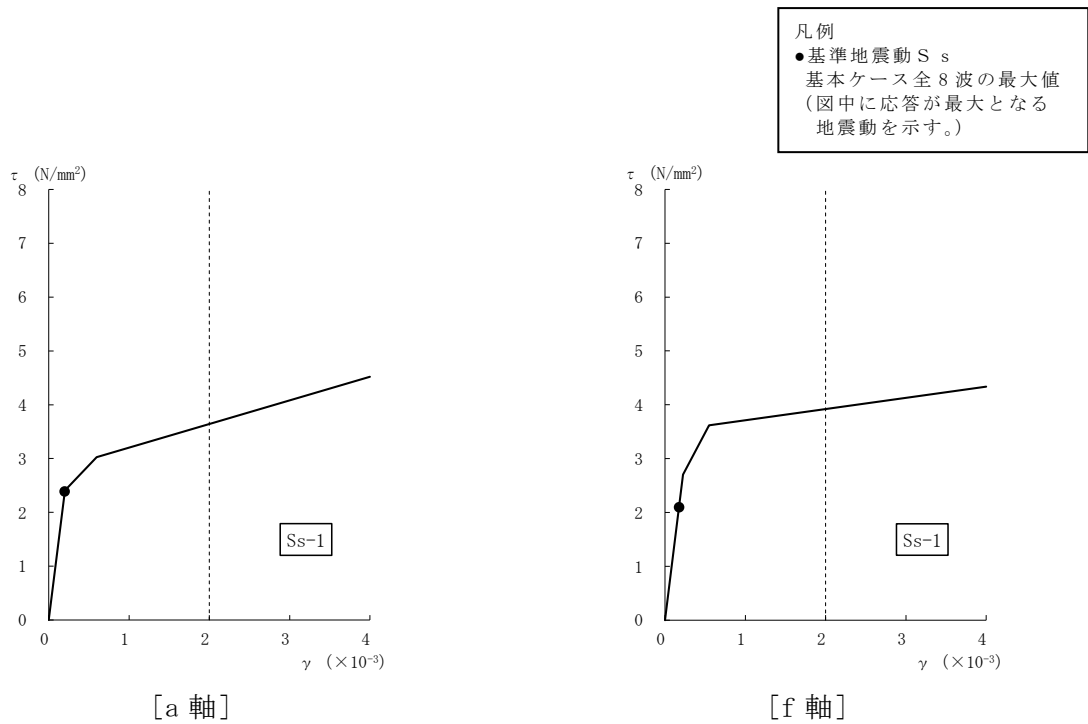 凡例
●基準地震動Ｓｓ
基本ケース全８波の最大値
（図中に応答が最大となる
地震動を示す。）
τ (N/mm²)
8
7
6
5
4
3
2
1
0
0 1 2 3 4
γ (×10⁻³)
Ss-1
[a 軸]
τ (N/mm²)
8
7
6
5
4
3
2
1
0
0 1 2 3 4
γ (×10⁻³)
Ss-1
[f 軸]